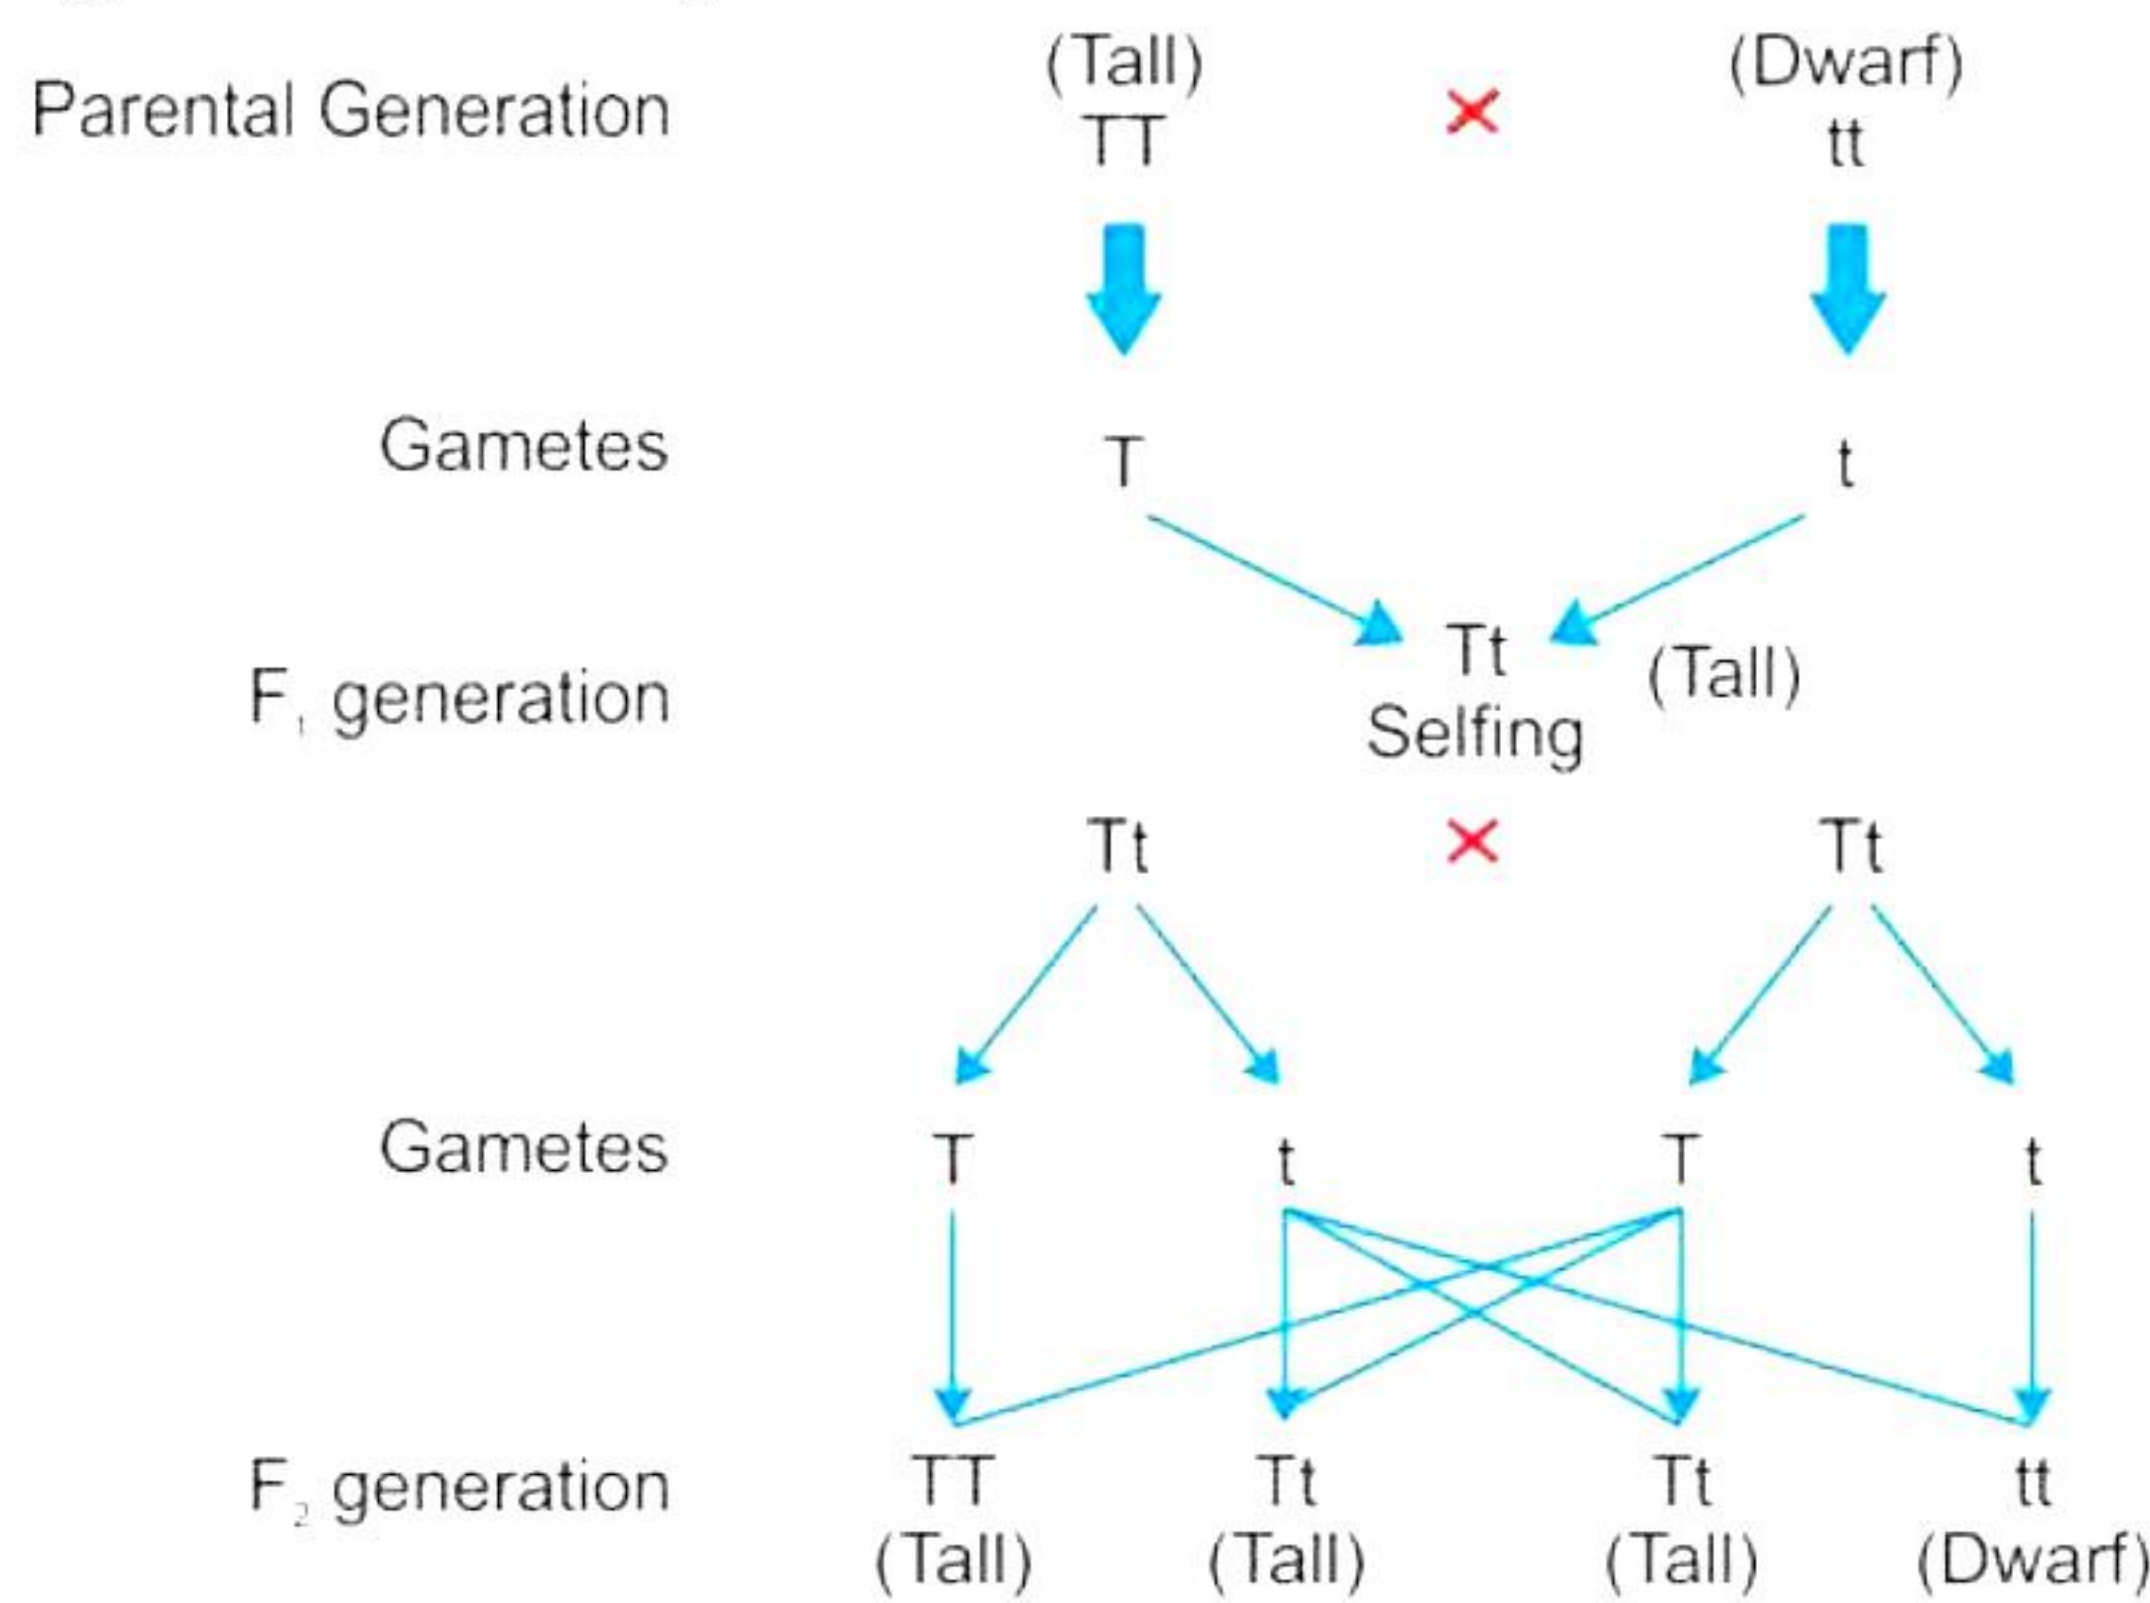 (Tall) (Dwarf)
Parental Generation TT × tt
Gametes T t
F₁ generation Tt (Tall)
Selfing
Tt × Tt
Gametes T t T t
F₂ generation TT Tt Tt tt
(Tall) (Tall) (Tall) (Dwarf)